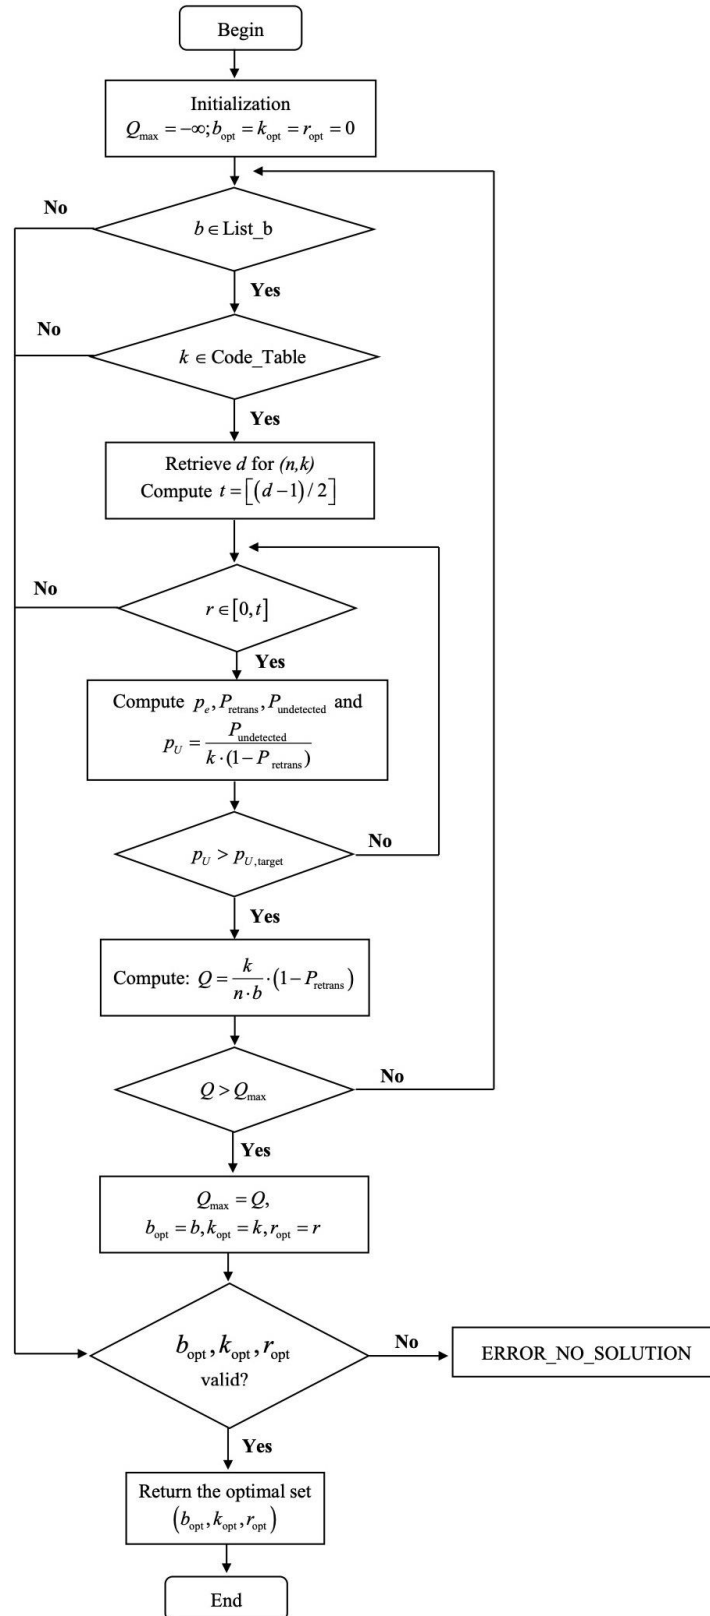 Begin
Initialization
Q_max = −∞; b_opt = k_opt = r_opt = 0
No
b ∈ List_b
Yes
No
k ∈ Code_Table
Yes
Retrieve d for (n,k)
Compute t = [(d − 1) / 2]
No
r ∈ [0, t]
Yes
Compute p_e, P_retrans, P_undetected and
p_U = P_undetected / k · (1 − P_retrans)
p_U > p_U,target
No
Yes
Compute: Q = k / n · b · (1 − P_retrans)
Q > Q_max
No
Yes
Q_max = Q,
b_opt = b, k_opt = k, r_opt = r
b_opt, k_opt, r_opt
valid?
No
ERROR_NO_SOLUTION
Yes
Return the optimal set
(b_opt, k_opt, r_opt)
End